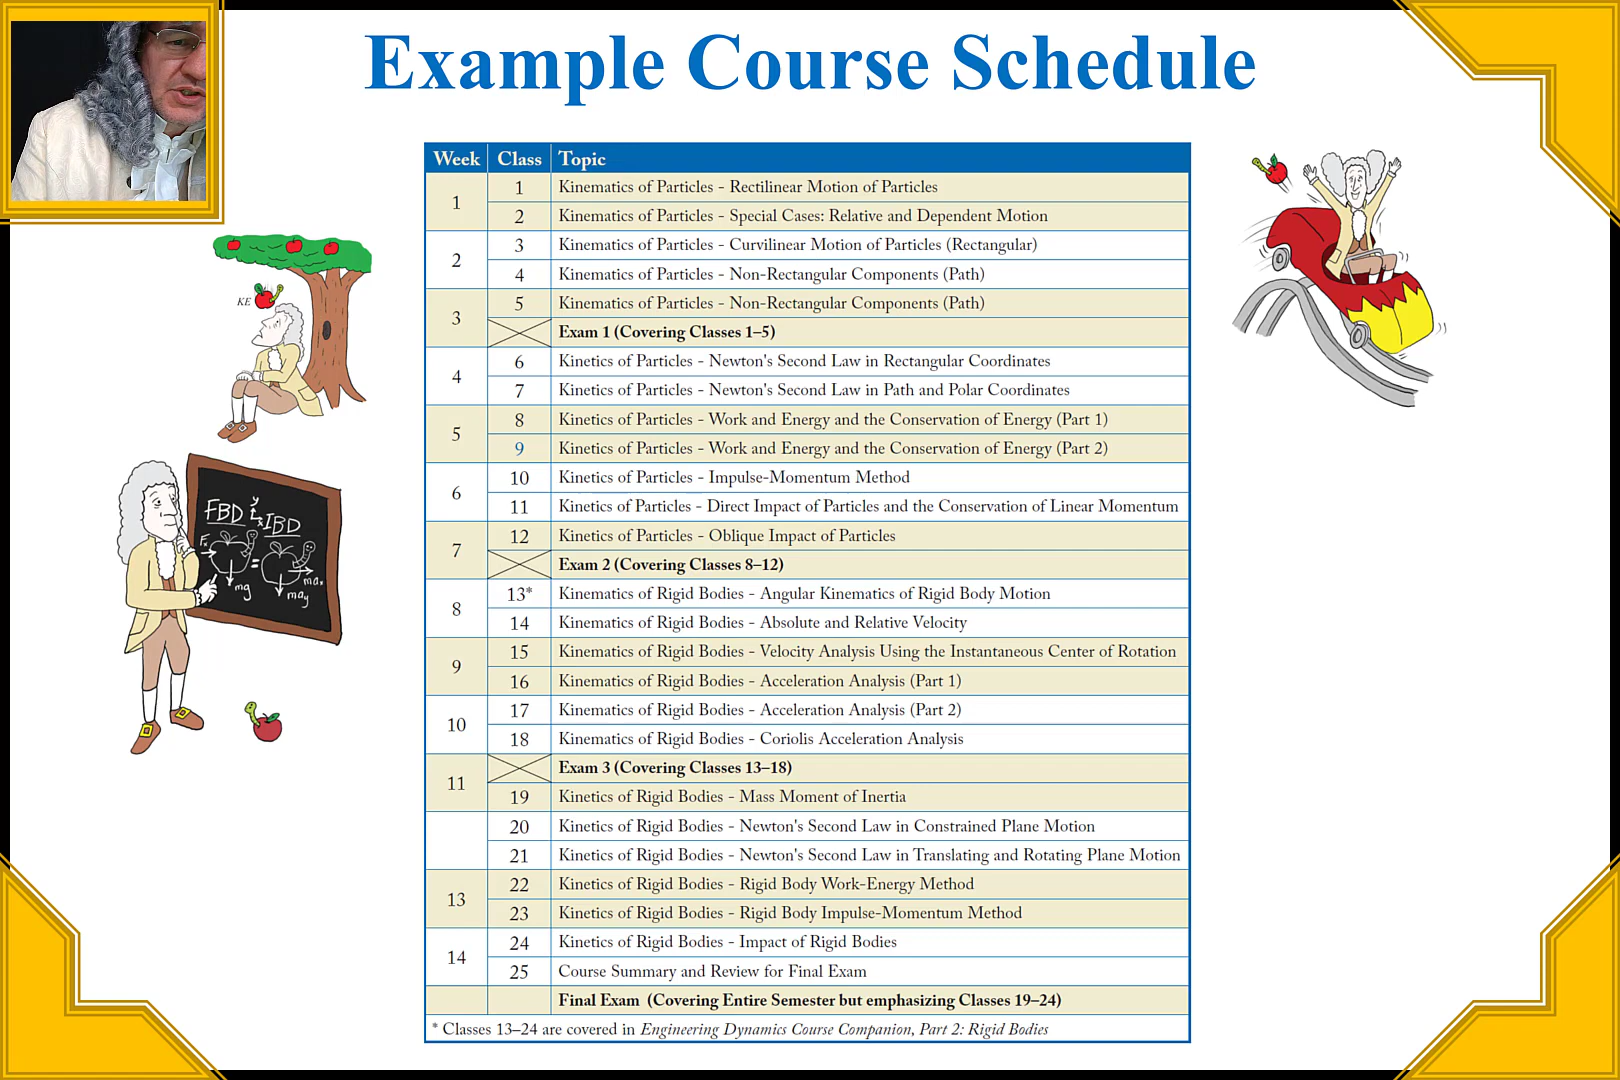 Example Course Schedule
Week Class Topic
1 1 Kinematics of Particles - Rectilinear Motion of Particles
2 Kinematics of Particles - Special Cases: Relative and Dependent Motion
2 3 Kinematics of Particles - Curvilinear Motion of Particles (Rectangular)
4 Kinematics of Particles - Non-Rectangular Components (Path)
3 5 Kinematics of Particles - Non-Rectangular Components (Path)
Exam 1 (Covering Classes 1–5)
4 6 Kinetics of Particles - Newton's Second Law in Rectangular Coordinates
7 Kinetics of Particles - Newton's Second Law in Path and Polar Coordinates
5 8 Kinetics of Particles - Work and Energy and the Conservation of Energy (Part 1)
9 Kinetics of Particles - Work and Energy and the Conservation of Energy (Part 2)
6 10 Kinetics of Particles - Impulse-Momentum Method
11 Kinetics of Particles - Direct Impact of Particles and the Conservation of Linear Momentum
7 12 Kinetics of Particles - Oblique Impact of Particles
Exam 2 (Covering Classes 8–12)
8 13* Kinematics of Rigid Bodies - Angular Kinematics of Rigid Body Motion
14 Kinematics of Rigid Bodies - Absolute and Relative Velocity
9 15 Kinematics of Rigid Bodies - Velocity Analysis Using the Instantaneous Center of Rotation
16 Kinematics of Rigid Bodies - Acceleration Analysis (Part 1)
10 17 Kinematics of Rigid Bodies - Acceleration Analysis (Part 2)
18 Kinematics of Rigid Bodies - Coriolis Acceleration Analysis
11 Exam 3 (Covering Classes 13–18)
19 Kinetics of Rigid Bodies - Mass Moment of Inertia
20 Kinetics of Rigid Bodies - Newton's Second Law in Constrained Plane Motion
21 Kinetics of Rigid Bodies - Newton's Second Law in Translating and Rotating Plane Motion
13 22 Kinetics of Rigid Bodies - Rigid Body Work-Energy Method
23 Kinetics of Rigid Bodies - Rigid Body Impulse-Momentum Method
14 24 Kinetics of Rigid Bodies - Impact of Rigid Bodies
25 Course Summary and Review for Final Exam
Final Exam (Covering Entire Semester but emphasizing Classes 19–24)
* Classes 13–24 are covered in Engineering Dynamics Course Companion, Part 2: Rigid Bodies
KE
FBD y x IBD
Fx = max
mg may